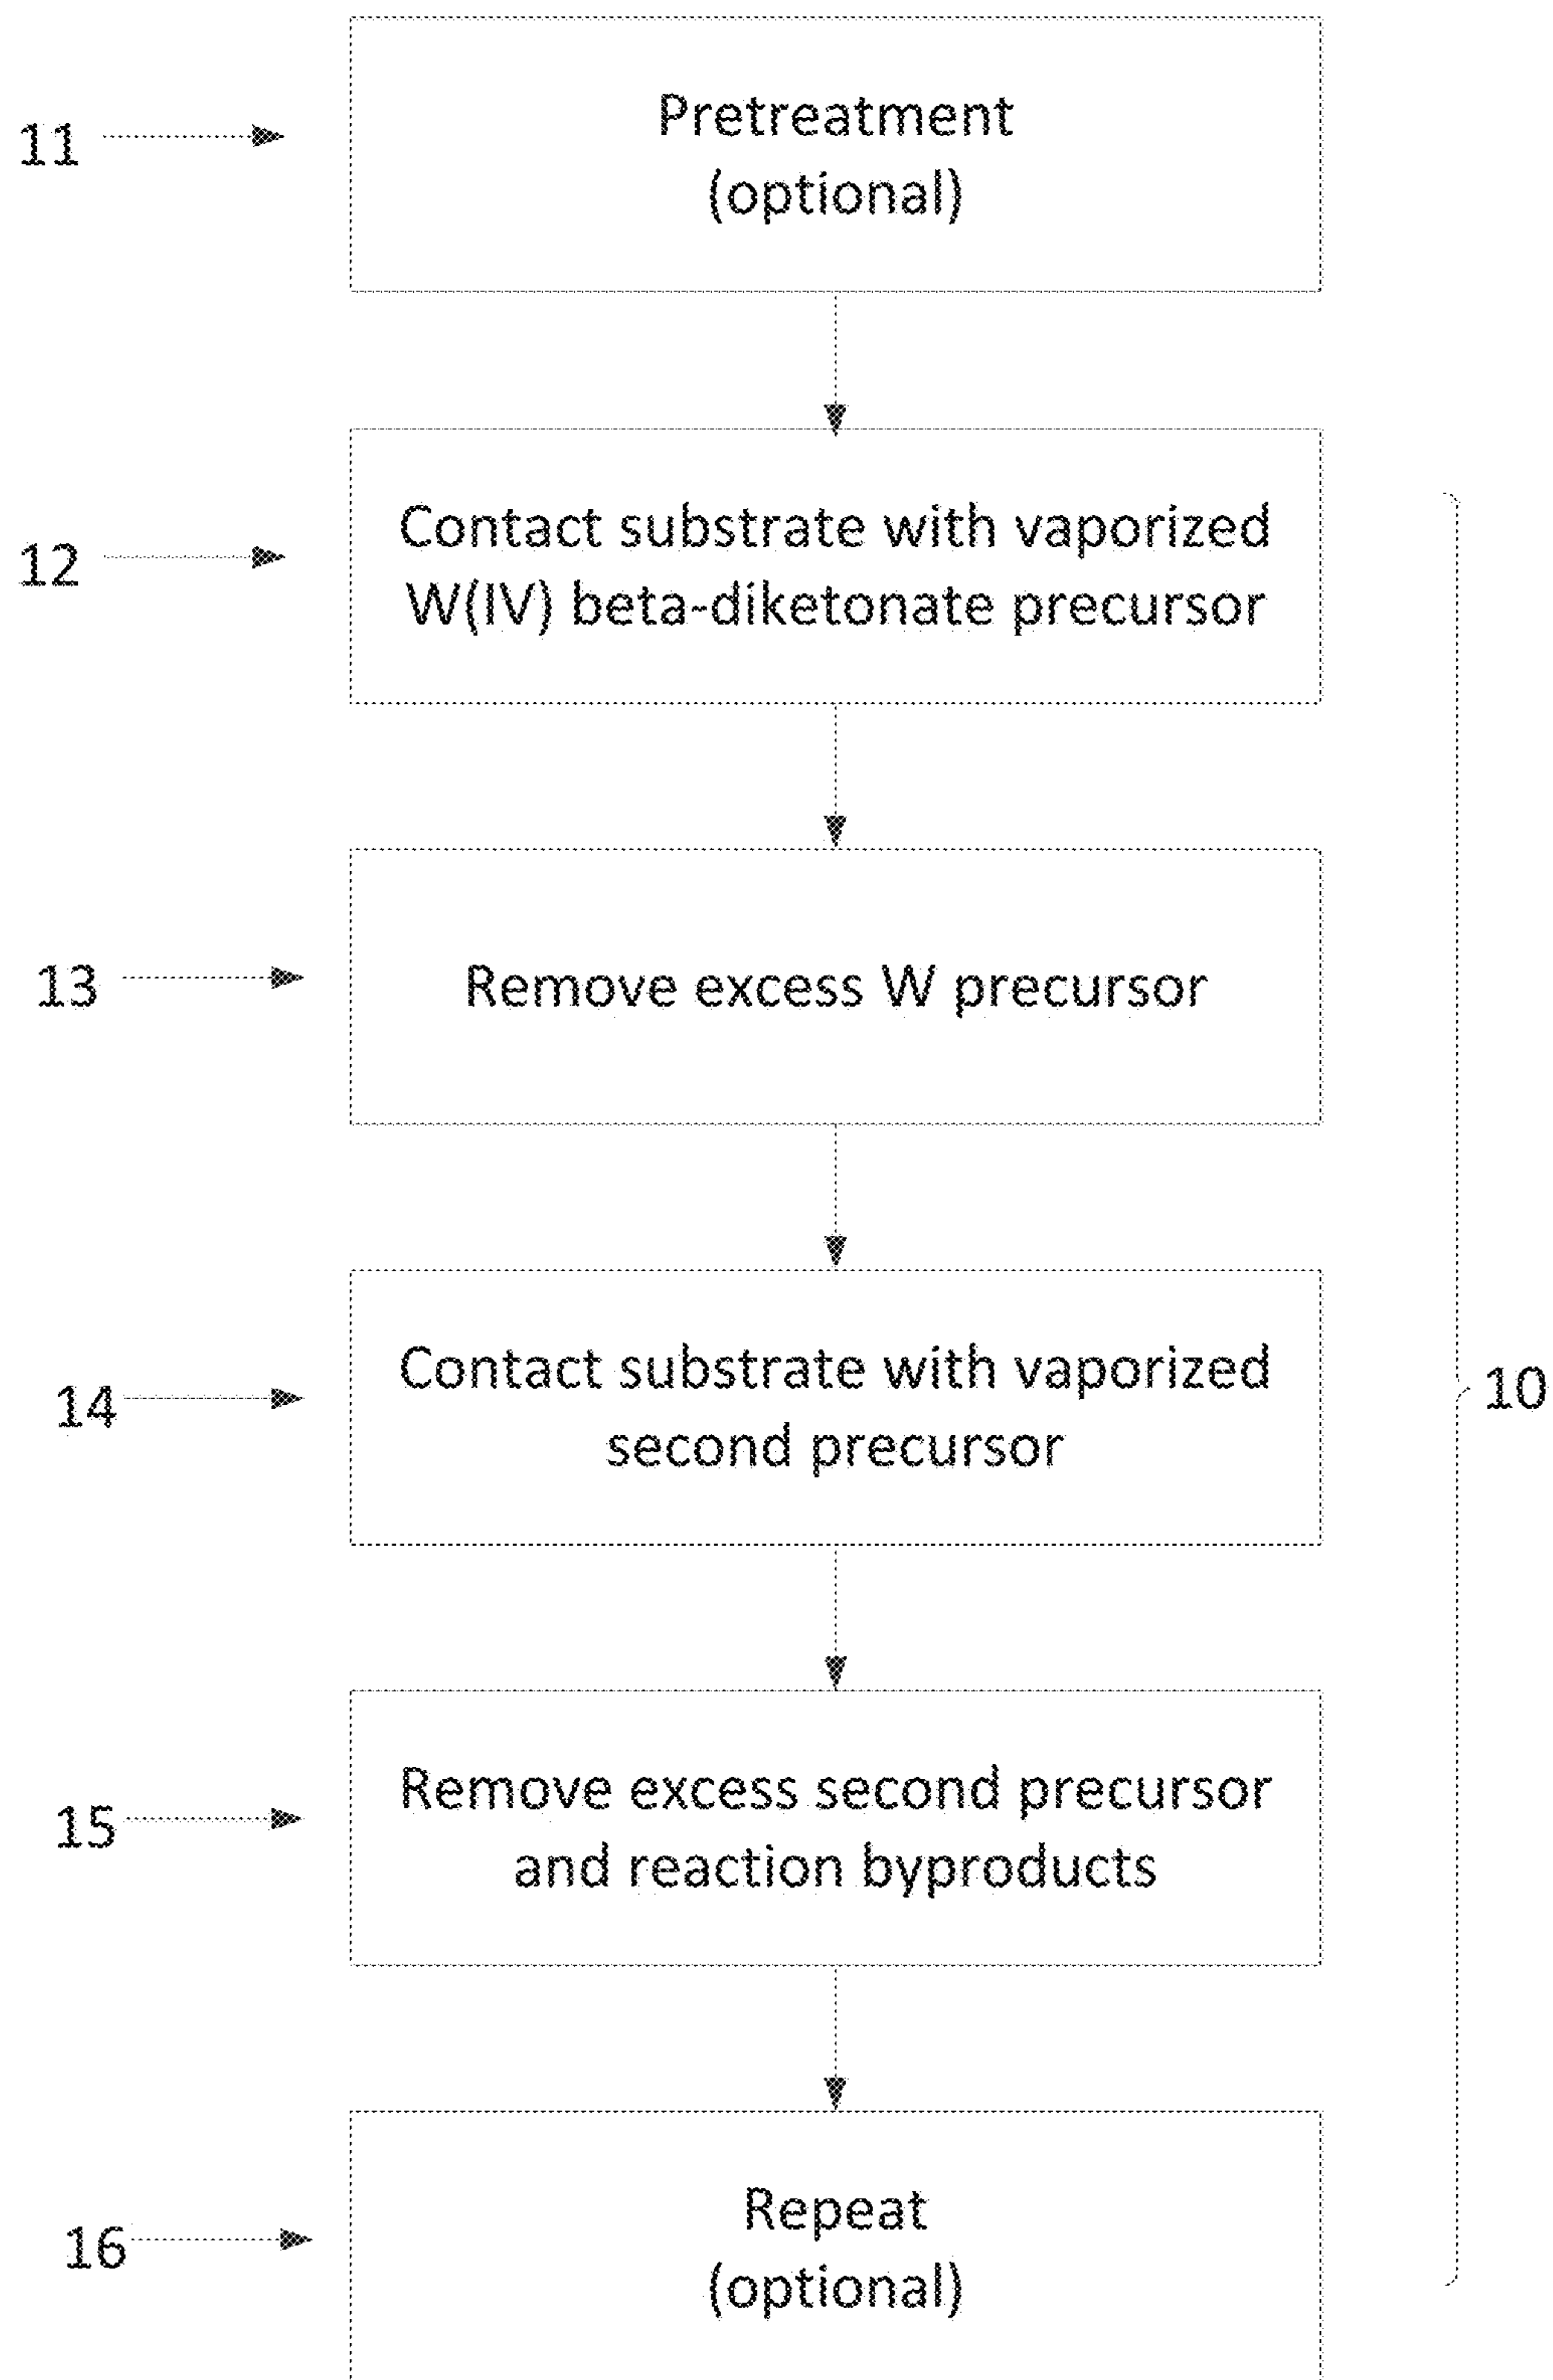 11
Pretreatment
(optional)
12
Contact substrate with vaporized
W(IV) beta-diketonate precursor
13
Remove excess W precursor
14
Contact substrate with vaporized
second precursor
10
15
Remove excess second precursor
and reaction byproducts
16
Repeat
(optional)